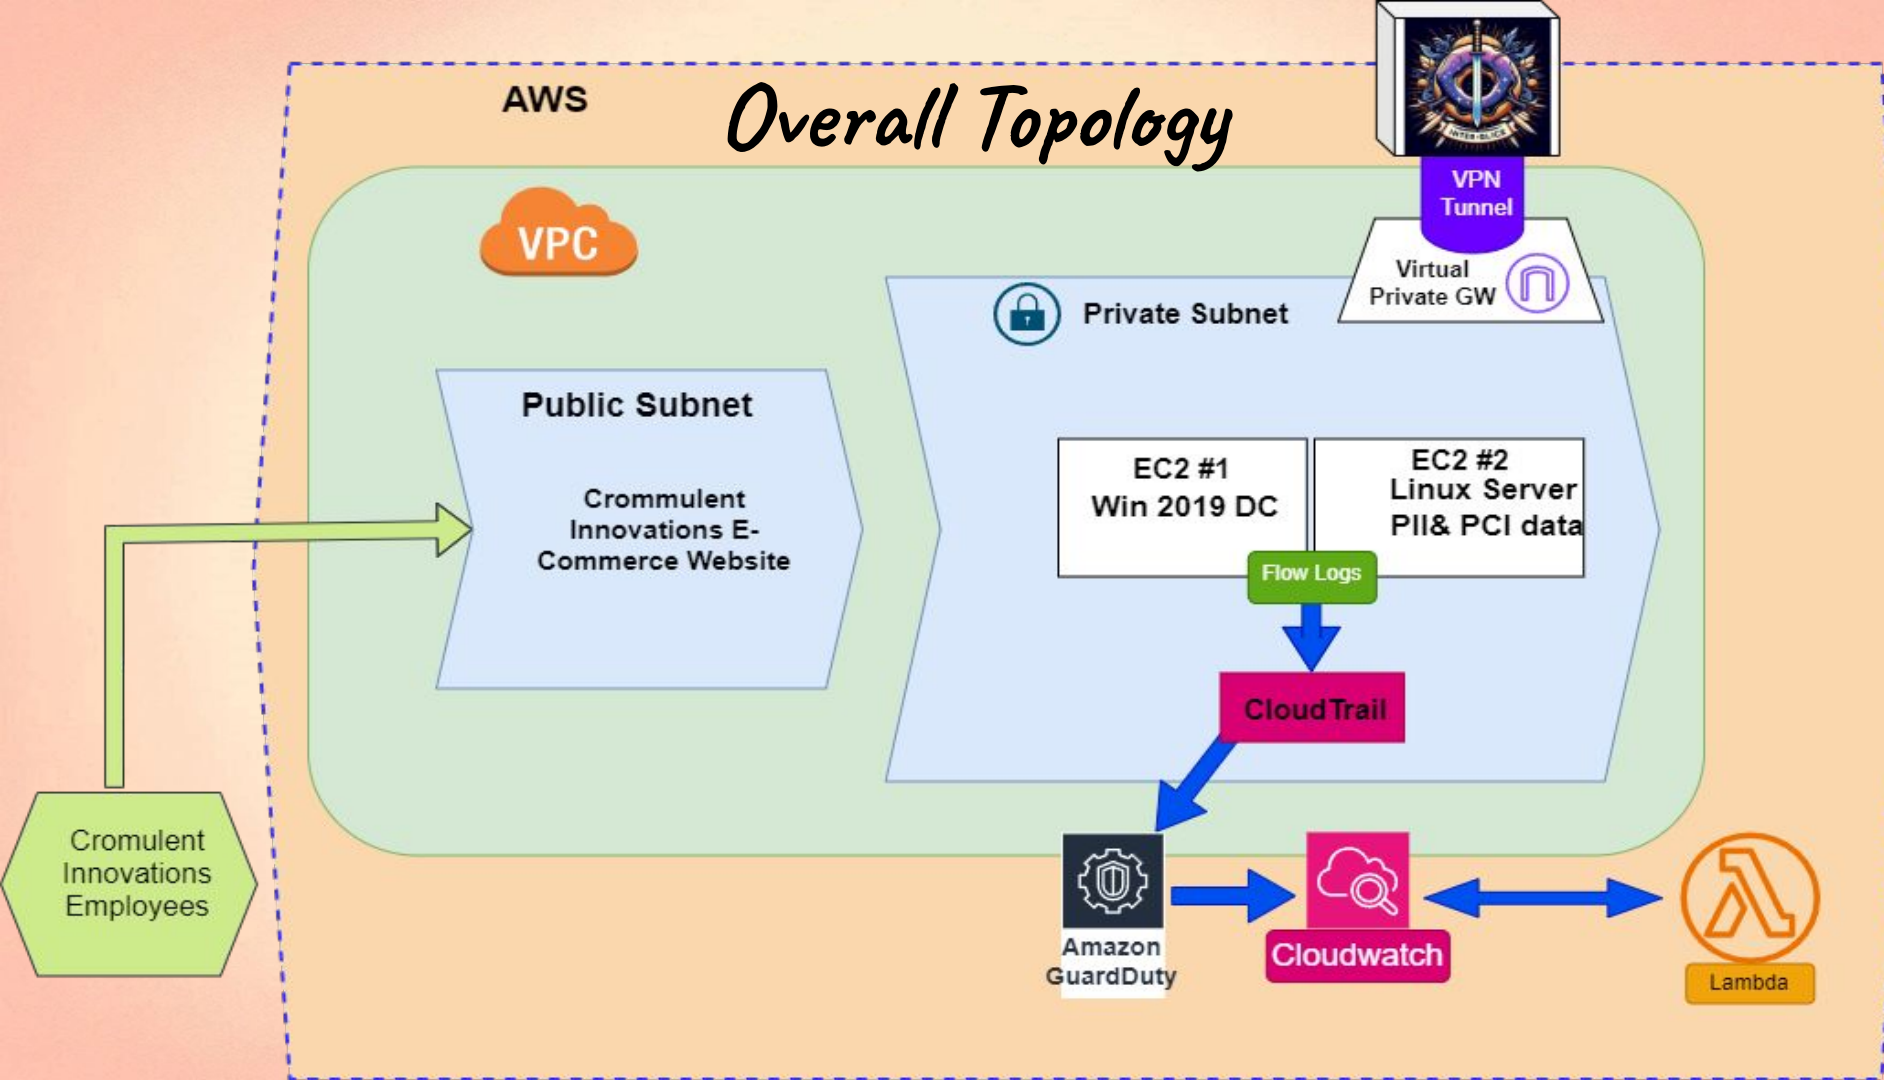 AWS
Overall Topology
INTER-SLICE
VPN
Tunnel
VPC
Virtual
Private GW
Private Subnet
Public Subnet
Crommulent
Innovations E-
Commerce Website
EC2 #1
Win 2019 DC
EC2 #2
Linux Server
PII& PCI data
Flow Logs
CloudTrail
Cromulent
Innovations
Employees
Amazon
GuardDuty
Cloudwatch
Lambda